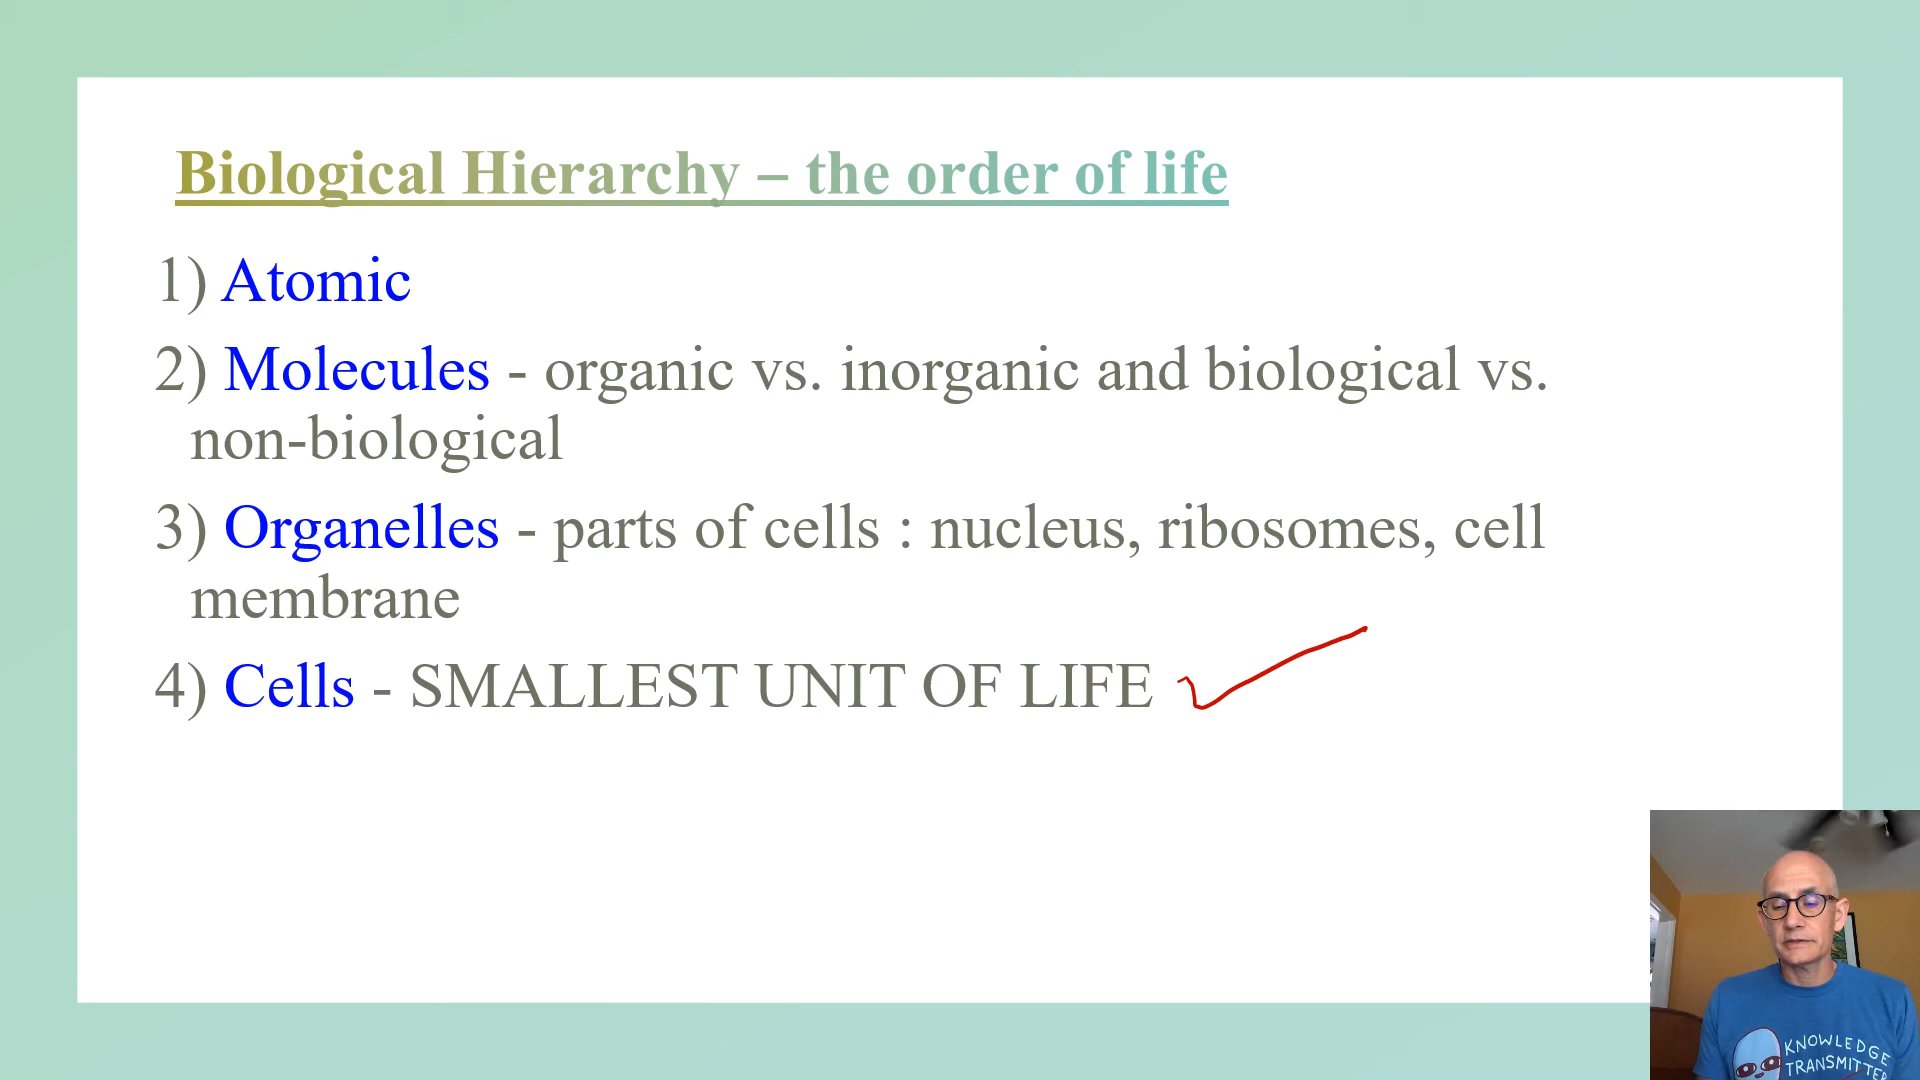 Biological Hierarchy – the order of life
1) Atomic
2) Molecules - organic vs. inorganic and biological vs.
non-biological
3) Organelles - parts of cells : nucleus, ribosomes, cell
membrane
4) Cells - SMALLEST UNIT OF LIFE
KNOWLEDGE
TRANSMITTER